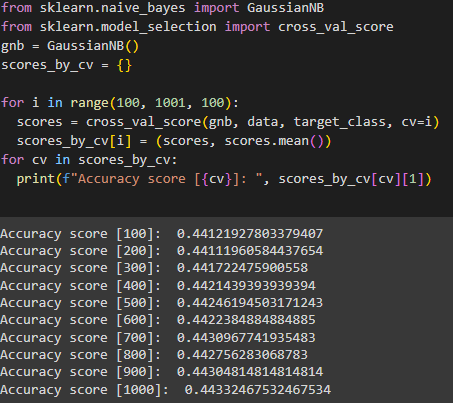 from sklearn.naive_bayes import GaussianNB
from sklearn.model_selection import cross_val_score
gnb = GaussianNB()
scores_by_cv = {}

for i in range(100, 1001, 100):
  scores = cross_val_score(gnb, data, target_class, cv=i)
  scores_by_cv[i] = (scores, scores.mean())
for cv in scores_by_cv:
  print(f"Accuracy score [{cv}]: ", scores_by_cv[cv][1])

Accuracy score [100]:  0.44121927803379407
Accuracy score [200]:  0.44111960584437654
Accuracy score [300]:  0.441722475900558
Accuracy score [400]:  0.4421439393939394
Accuracy score [500]:  0.44246194503171243
Accuracy score [600]:  0.4422384884884885
Accuracy score [700]:  0.4430967741935483
Accuracy score [800]:  0.442756283068783
Accuracy score [900]:  0.44304814814814814
Accuracy score [1000]:  0.44332467532467534